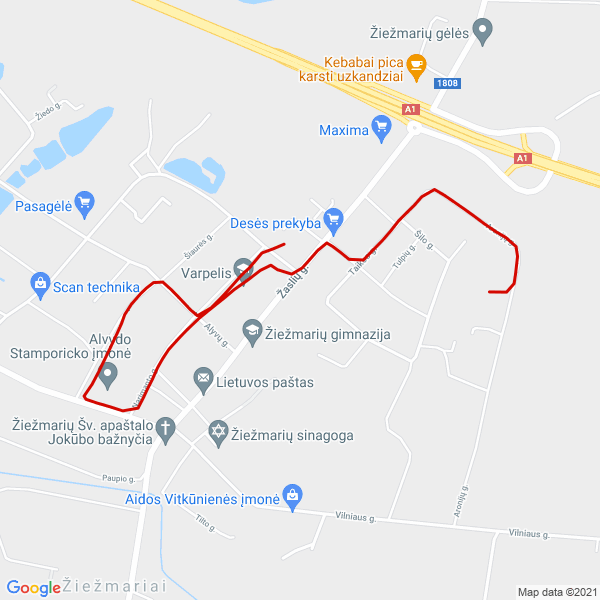 Žiežmarių gėlės
Kebabai pica
karsti uzkandziai
1808
A1
Žiedo g.
Maxima
A1
Pasagėlė
Desės prekyba
Šiaurės g.
Šilo g.
Tulpių g.
Varpelis
Žaslių g.
Scan technika
Alyvų g.
Žiežmarių gimnazija
Alvydo
Stamporicko įmonė
Lietuvos paštas
Žiežmarių Šv. apaštalo
Jokūbo bažnyčia
Žiežmarių sinagoga
Paupio g.
Aidos Vitkūnienės įmonė
Aronijų g.
Tilto g.
Vilniaus g.
Vilniaus g.
Žiežmariai
Google
Map data ©2021